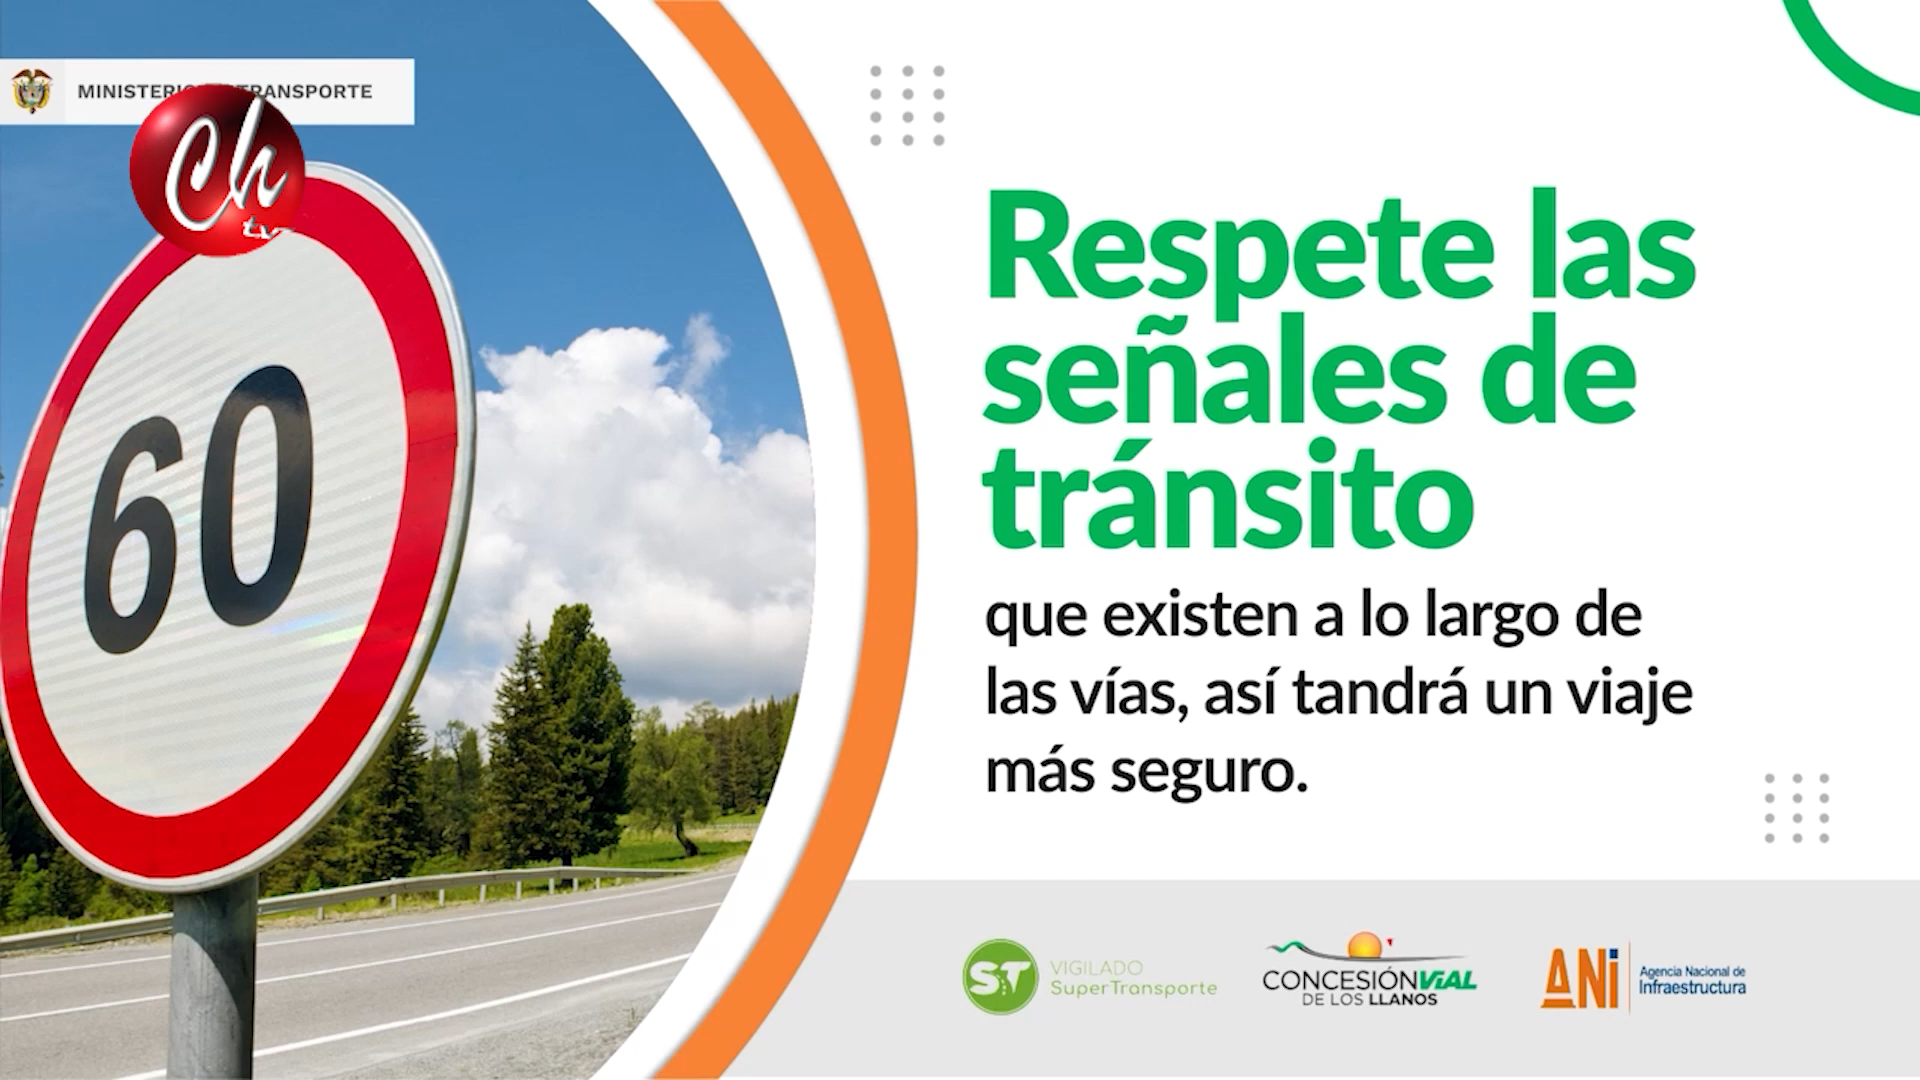 MINISTERIO TRANSPORTE
Ch
tv
60
Respete las
señales de
tránsito
que existen a lo largo de
las vías, así tandrá un viaje
más seguro.
ST
VIGILADO
SuperTransporte
CONCESIÓN ViAL
DE LOS LLANOS
ANi
Agencia Nacional de
Infraestructura